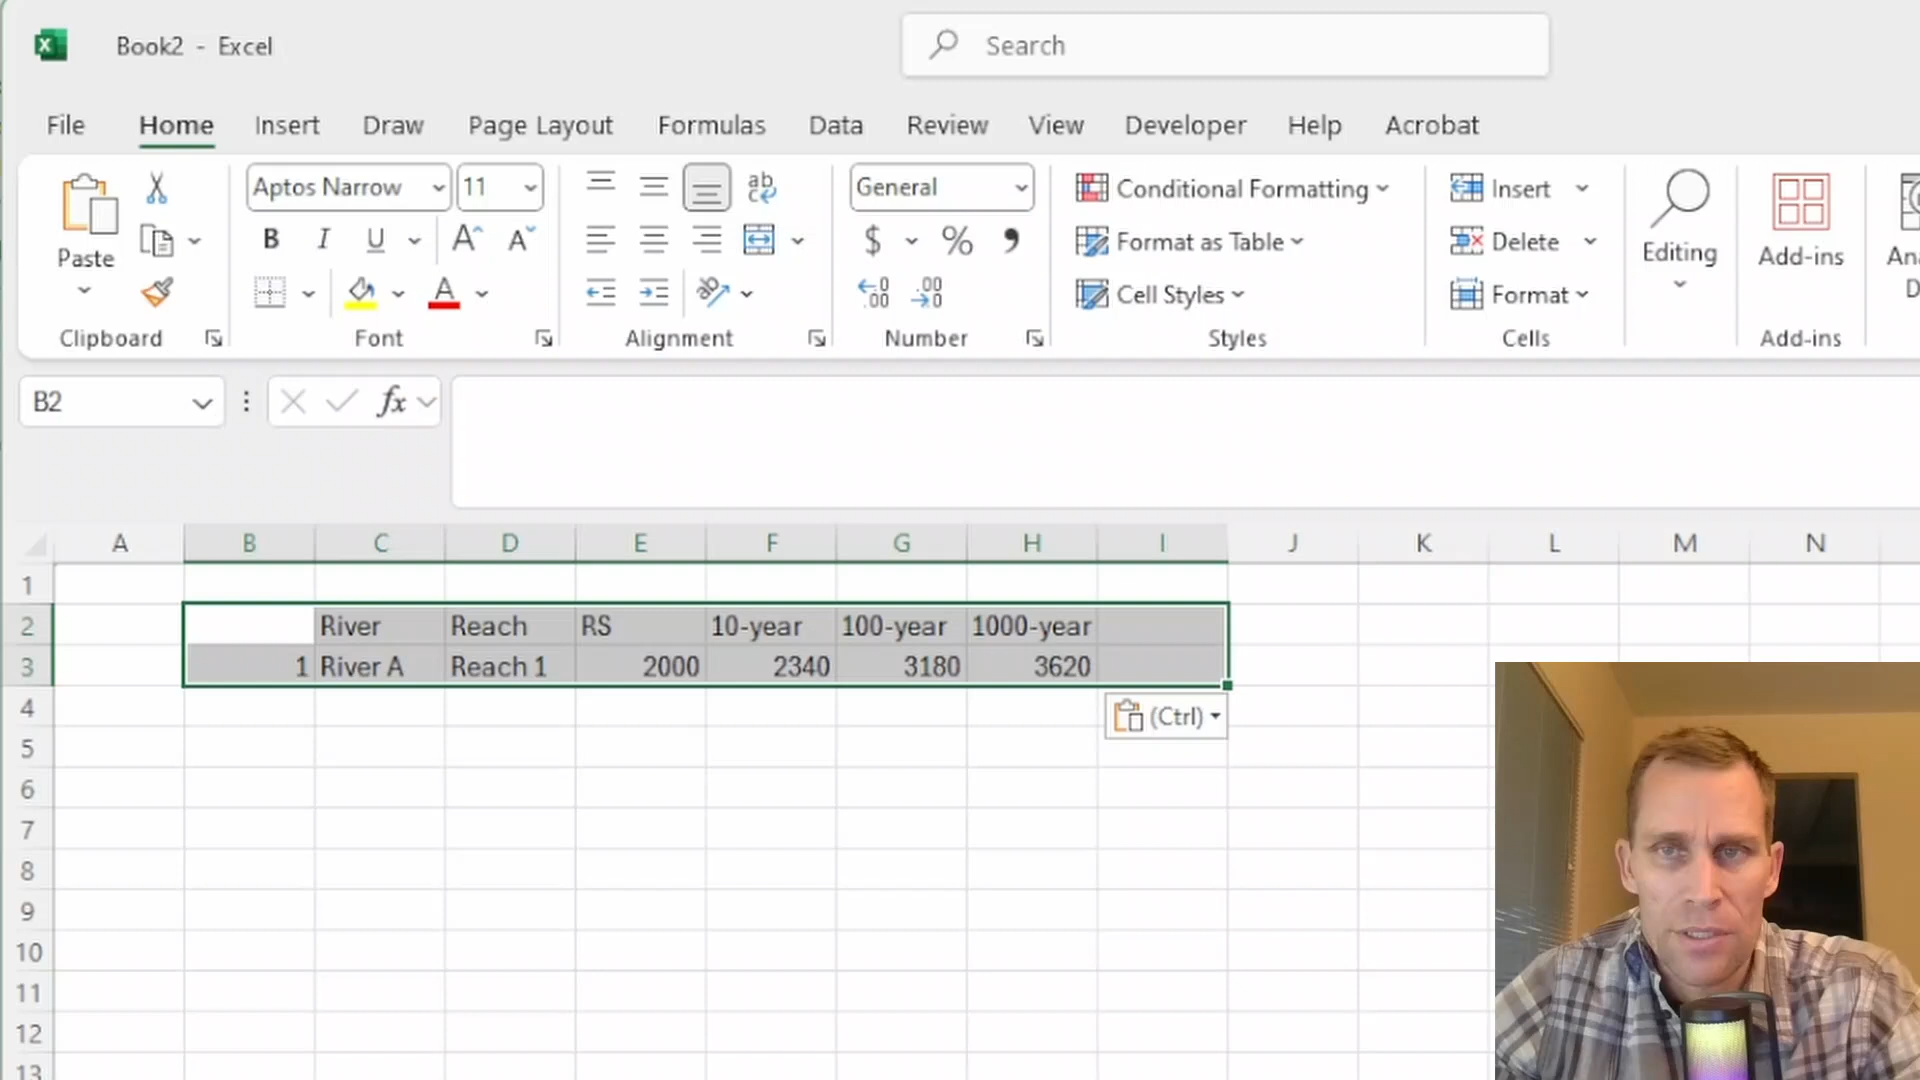 Book2 - Excel
Search
File Home Insert Draw Page Layout Formulas Data Review View Developer Help Acrobat
Aptos Narrow 11 General
Conditional Formatting
Insert
Paste
B I U A A
$ % ,
Format as Table
Delete
Editing
Add-ins
A
Cell Styles
Format
Clipboard Font Alignment Number Styles Cells Add-ins
B2 fx
A B C D E F G H I J K L M N
1
2 River Reach RS 10-year 100-year 1000-year
3 1 River A Reach 1 2000 2340 3180 3620
4 (Ctrl)
5
6
7
8
9
10
11
12
13